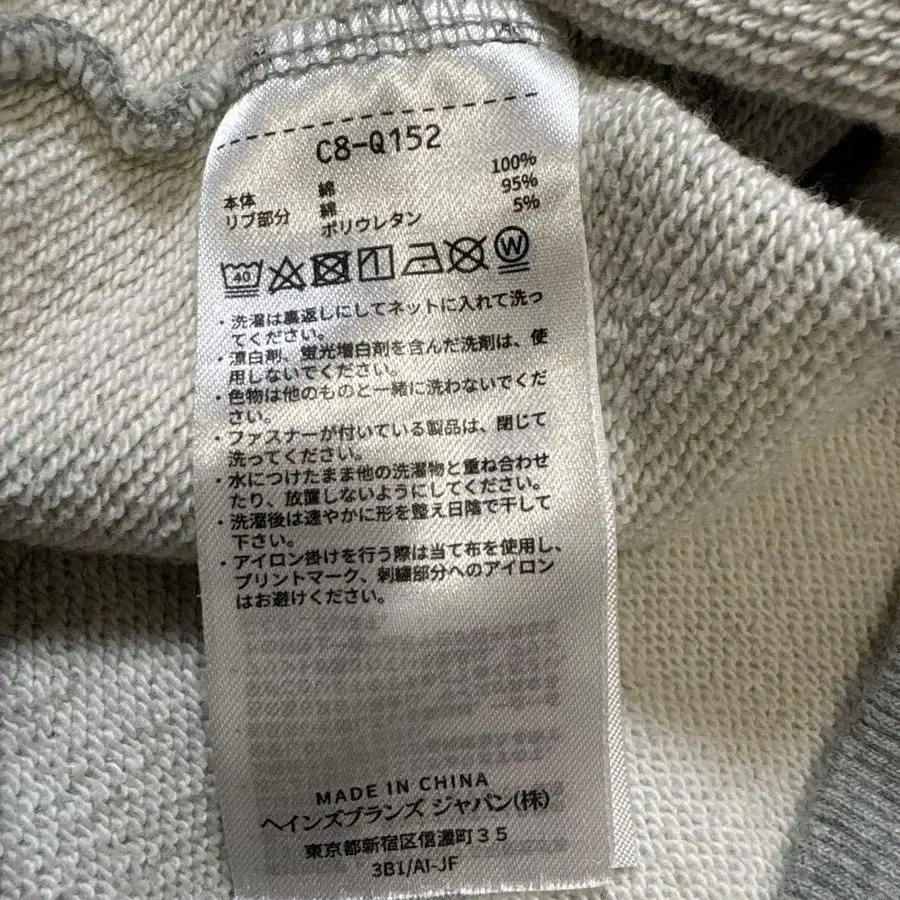 C8-Q152
本体 綿 100%
リブ部分 綿 95%
ポリウレタン 5%
40 W
・洗濯は裏返しにしてネットに入れて洗っ
てください。
・漂白剤、蛍光増白剤を含んだ洗剤は、使
用しないでください。
・色物は他のものと一緒に洗わないでくだ
さい。
・ファスナーが付いている製品は、閉じて
洗ってください。
・水につけたまま他の洗濯物と重ね合わせ
たり、放置しないようにしてください。
・洗濯後は速やかに形を整え日陰で干して
下さい。
・アイロン掛けを行う際は当て布を使用し、
プリントマーク、刺繍部分へのアイロン
はお避けください。
MADE IN CHINA
ヘインズブランズ ジャパン(株)
東京都新宿区信濃町35
3B1/AI-JF